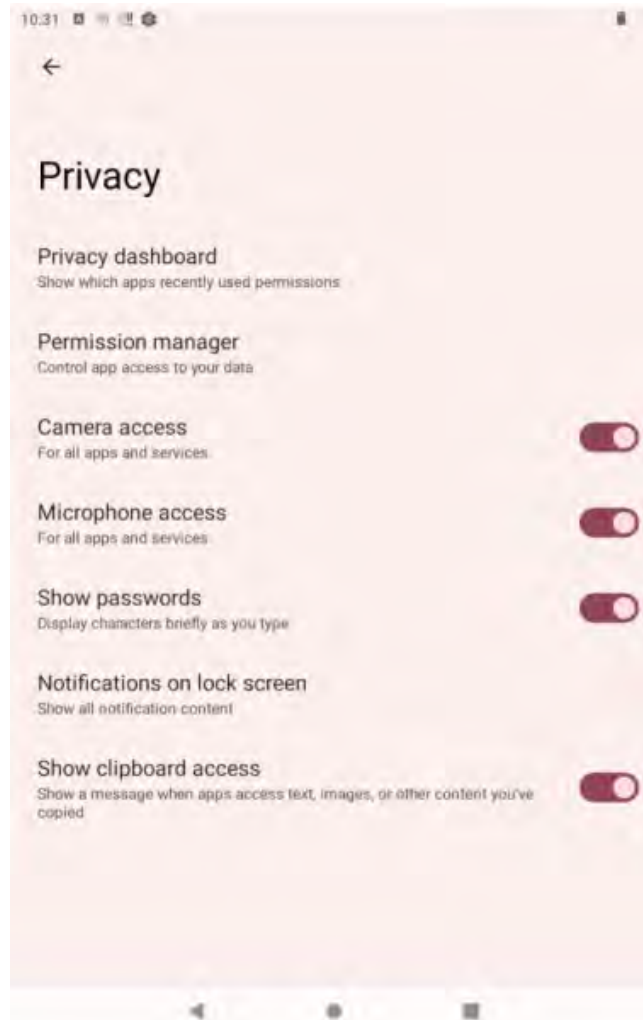 10:31
Privacy
Privacy dashboard
Show which apps recently used permissions
Permission manager
Control app access to your data
Camera access
For all apps and services
Microphone access
For all apps and services
Show passwords
Display characters briefly as you type
Notifications on lock screen
Show all notification content
Show clipboard access
Show a message when apps access text, images, or other content you've
copied